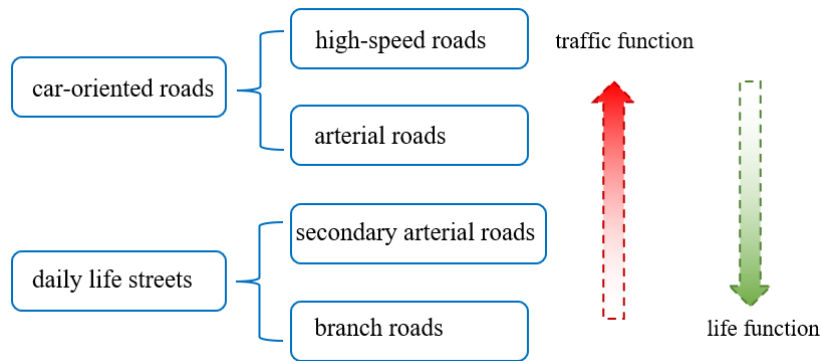 high-speed roads
traffic function
car-oriented roads
arterial roads
secondary arterial roads
daily life streets
branch roads
life function